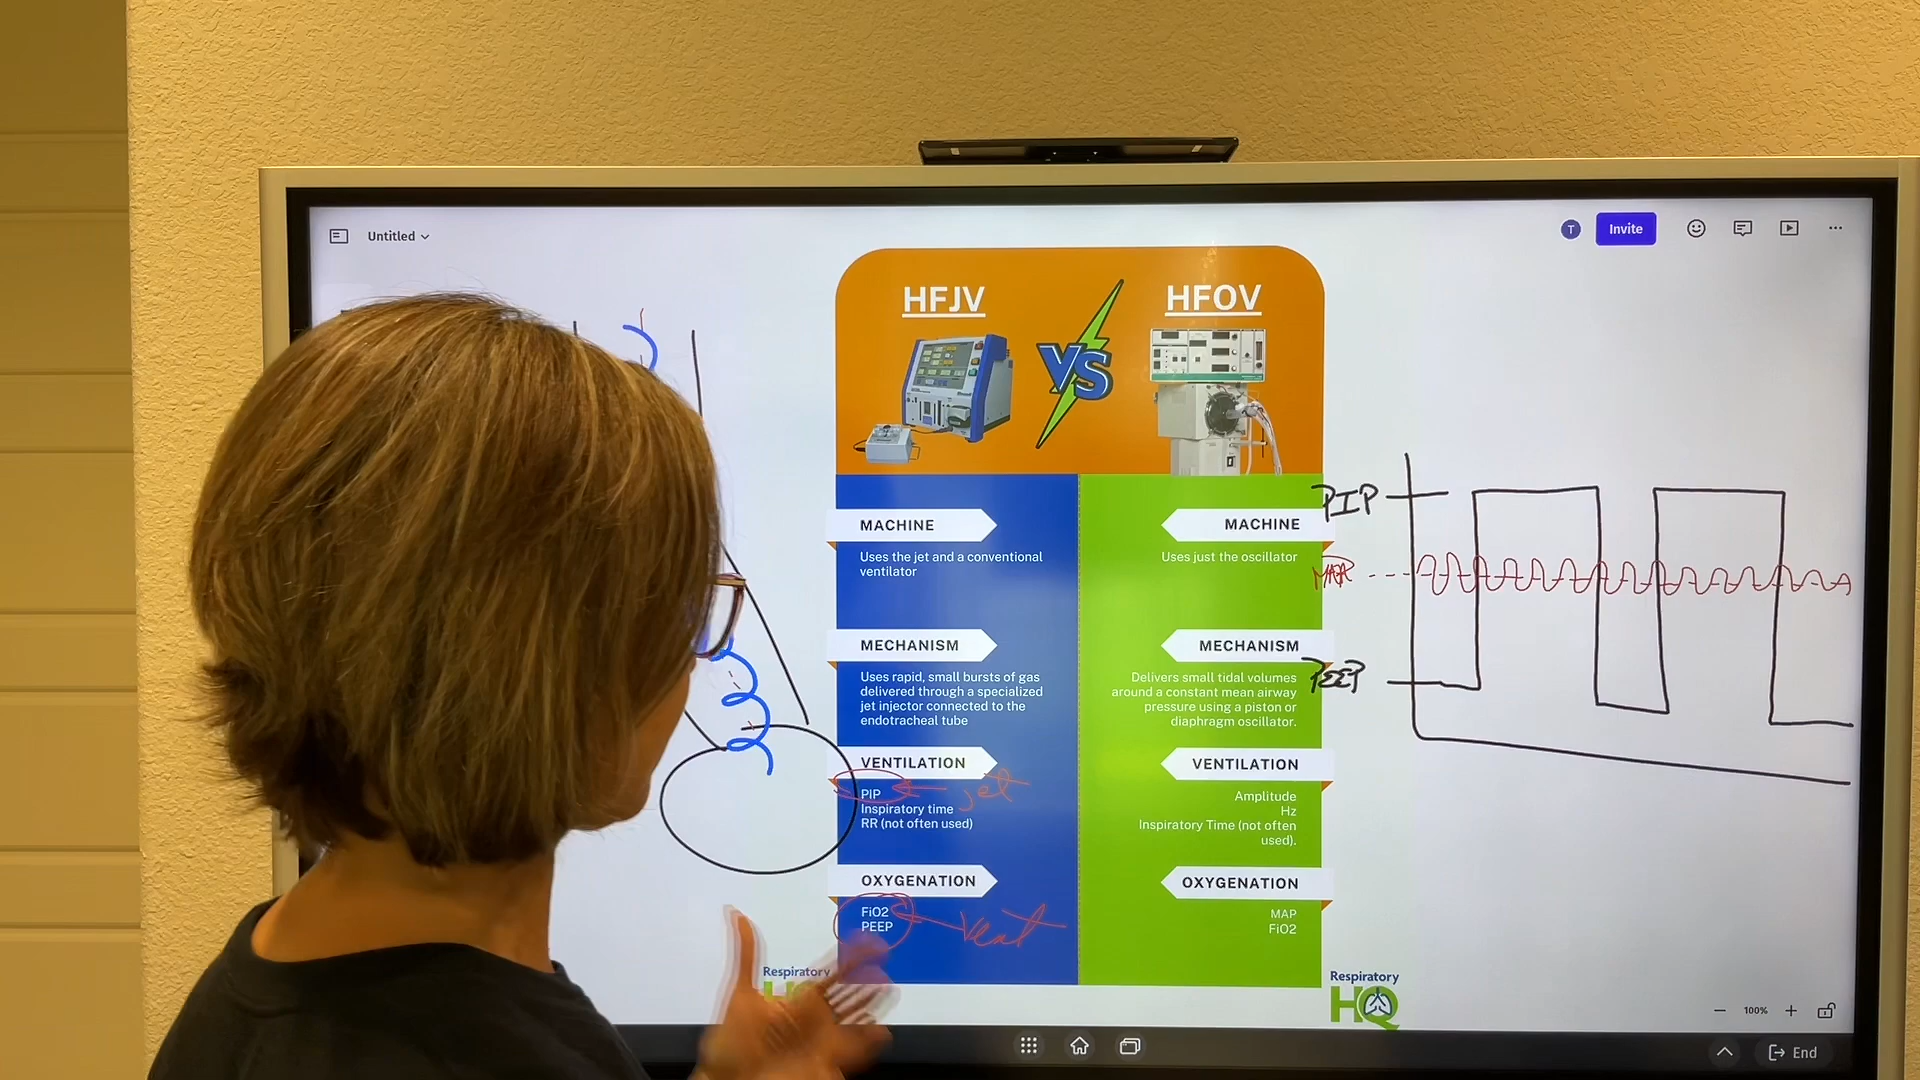 Untitled
T
Invite
HFJV
VS
HFOV
MACHINE
Uses the jet and a conventional
ventilator
MECHANISM
Uses rapid, small bursts of gas
delivered through a specialized
jet injector connected to the
endotracheal tube
VENTILATION
PIP
Inspiratory time
RR (not often used)
jet
OXYGENATION
FiO2
PEEP
Vent
MACHINE
Uses just the oscillator
MECHANISM
Delivers small tidal volumes
around a constant mean airway
pressure using a piston or
diaphragm oscillator.
VENTILATION
Amplitude
Hz
Inspiratory Time (not often
used).
OXYGENATION
MAP
FiO2
PIP
MAP
PEEP
Respiratory
HQ
Respiratory
HQ
100%
End